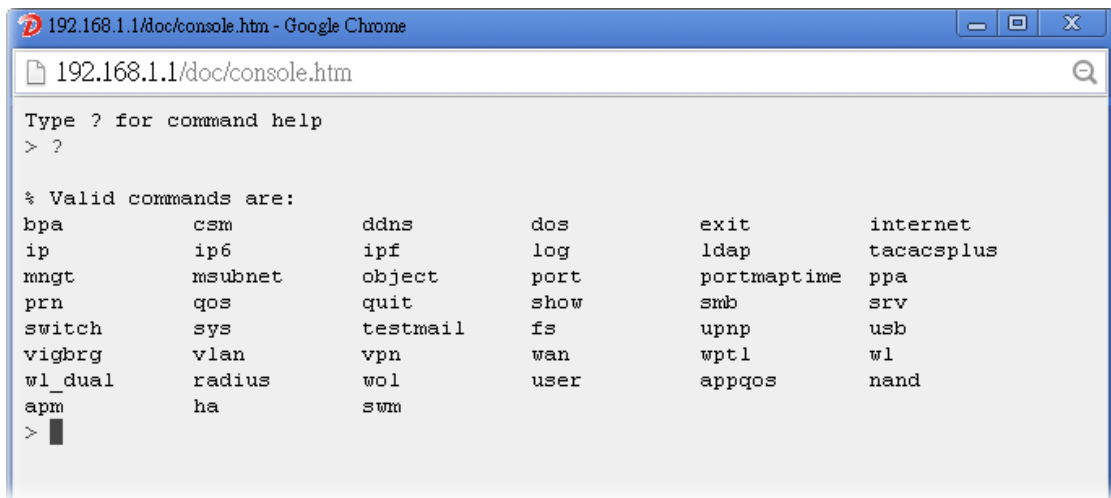 192.168.1.1/doc/console.htm - Google Chrome
192.168.1.1/doc/console.htm
Type ? for command help
> ?
% Valid commands are:
bpa csm ddns dos exit internet
ip ip6 ipf log ldap tacacsplus
mngt msubnet object port portmaptime ppa
prn qos quit show smb srv
switch sys testmail fs upnp usb
vigbrg vlan vpn wan wptl wl
wl_dual radius wol user appqos nand
apm ha swm
>